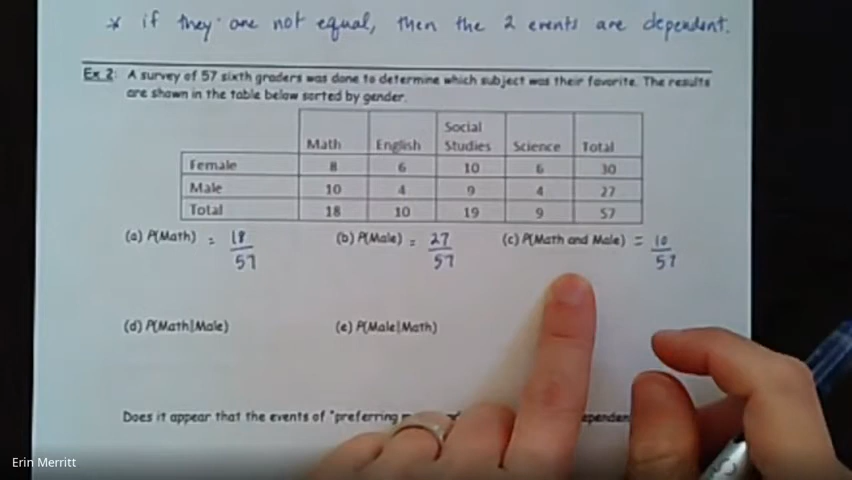 * if they are not equal, then the 2 events are dependent.
Ex 2: A survey of 57 sixth graders was done to determine which subject was their favorite. The results
are shown in the table below sorted by gender.
Math English Social Studies Science Total
Female 8 6 10 6 30
Male 10 4 9 4 27
Total 18 10 19 9 57
(a) P(Math) = 18/57 (b) P(Male) = 27/57 (c) P(Math and Male) = 10/57
(d) P(Math|Male) (e) P(Male|Math)
Does it appear that the events of "preferring
Erin Merritt